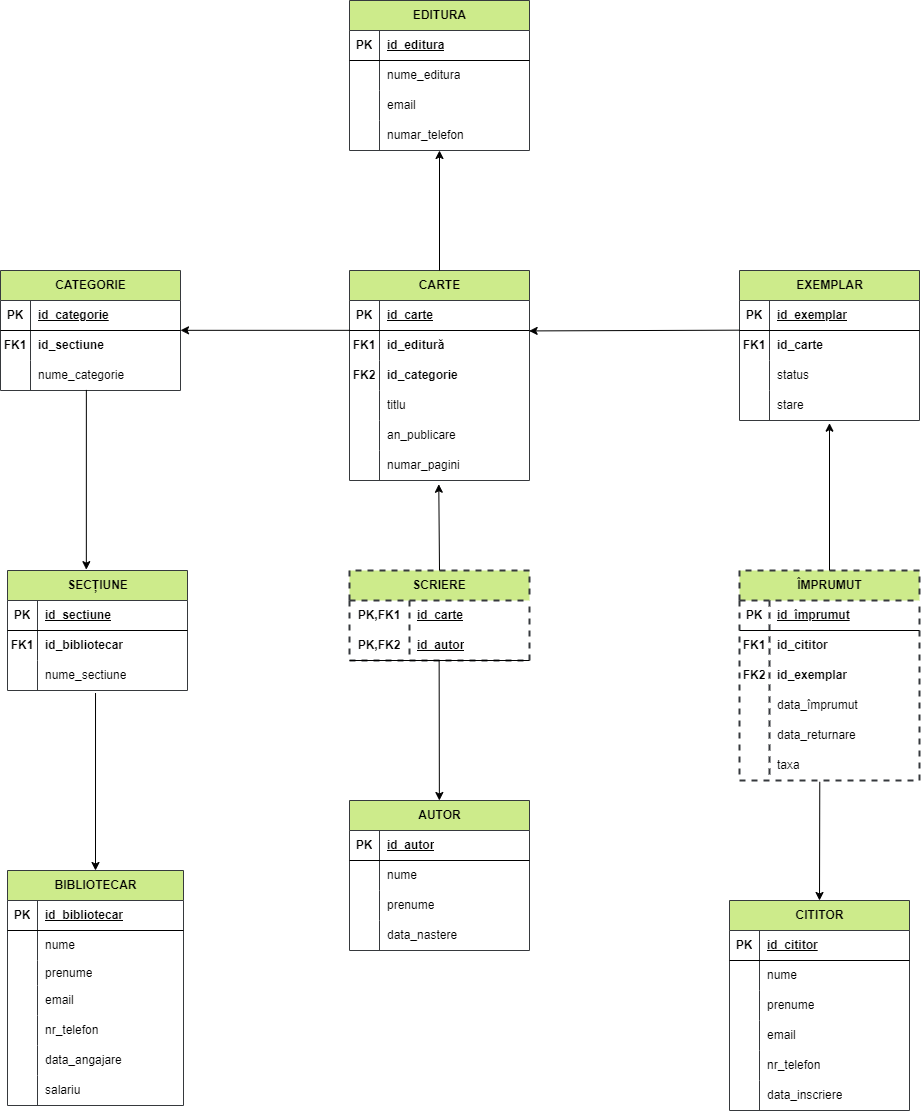 EDITURA
PK id_editura
nume_editura
email
numar_telefon
CATEGORIE
PK id_categorie
FK1 id_sectiune
nume_categorie
CARTE
PK id_carte
FK1 id_editură
FK2 id_categorie
titlu
an_publicare
numar_pagini
EXEMPLAR
PK id_exemplar
FK1 id_carte
status
stare
SECȚIUNE
PK id_sectiune
FK1 id_bibliotecar
nume_sectiune
SCRIERE
PK,FK1 id_carte
PK,FK2 id_autor
ÎMPRUMUT
PK id_împrumut
FK1 id_cititor
FK2 id_exemplar
data_împrumut
data_returnare
taxa
BIBLIOTECAR
PK id_bibliotecar
nume
prenume
email
nr_telefon
data_angajare
salariu
AUTOR
PK id_autor
nume
prenume
data_nastere
CITITOR
PK id_cititor
nume
prenume
email
nr_telefon
data_inscriere